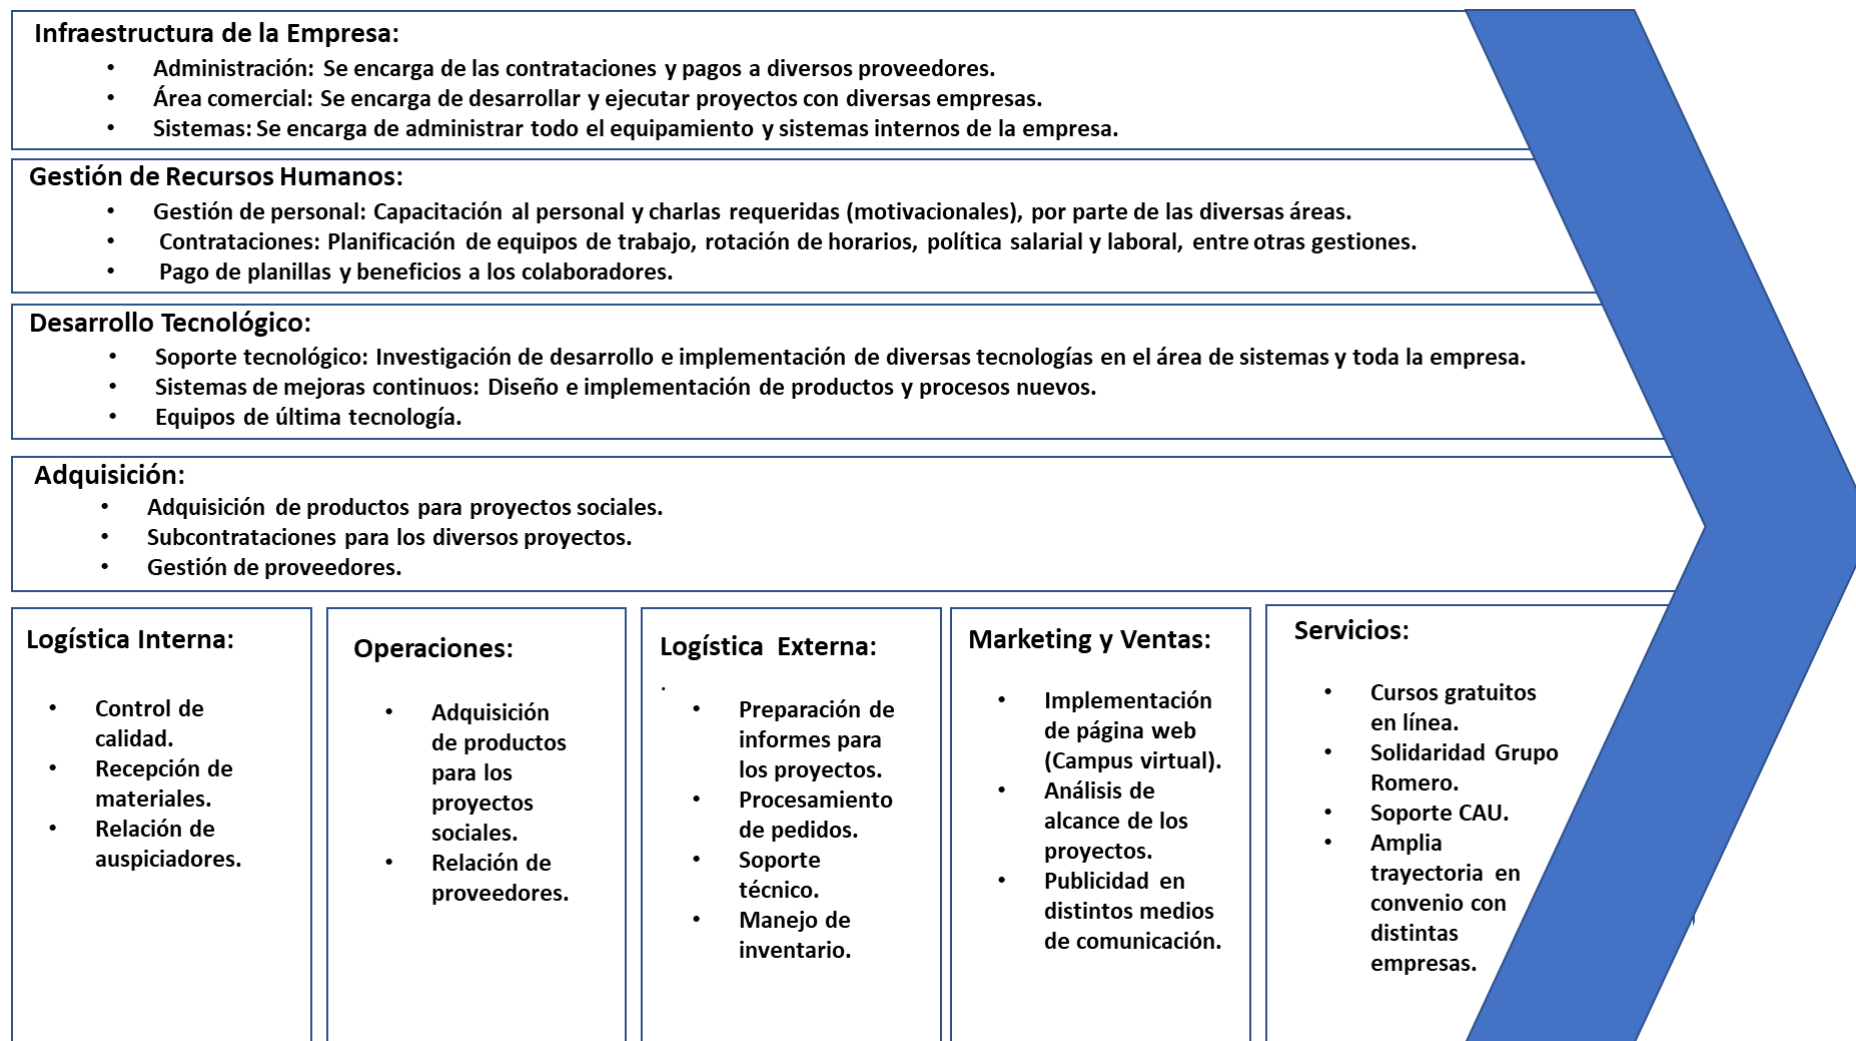 Infraestructura de la Empresa:
• Administración: Se encarga de las contrataciones y pagos a diversos proveedores.
• Área comercial: Se encarga de desarrollar y ejecutar proyectos con diversas empresas.
• Sistemas: Se encarga de administrar todo el equipamiento y sistemas internos de la empresa.
Gestión de Recursos Humanos:
• Gestión de personal: Capacitación al personal y charlas requeridas (motivacionales), por parte de las diversas áreas.
• Contrataciones: Planificación de equipos de trabajo, rotación de horarios, política salarial y laboral, entre otras gestiones.
• Pago de planillas y beneficios a los colaboradores.
Desarrollo Tecnológico:
• Soporte tecnológico: Investigación de desarrollo e implementación de diversas tecnologías en el área de sistemas y toda la empresa.
• Sistemas de mejoras continuos: Diseño e implementación de productos y procesos nuevos.
• Equipos de última tecnología.
Adquisición:
• Adquisición de productos para proyectos sociales.
• Subcontrataciones para los diversos proyectos.
• Gestión de proveedores.
Logística Interna:
• Control de
calidad.
• Recepción de
materiales.
• Relación de
auspiciadores.
Operaciones:
• Adquisición
de productos
para los
proyectos
sociales.
• Relación de
proveedores.
Logística Externa:
.
• Preparación de
informes para
los proyectos.
• Procesamiento
de pedidos.
• Soporte
técnico.
• Manejo de
inventario.
Marketing y Ventas:
• Implementación
de página web
(Campus virtual).
• Análisis de
alcance de los
proyectos.
• Publicidad en
distintos medios
de comunicación.
Servicios:
• Cursos gratuitos
en línea.
• Solidaridad Grupo
Romero.
• Soporte CAU.
• Amplia
trayectoria en
convenio con
distintas
empresas.